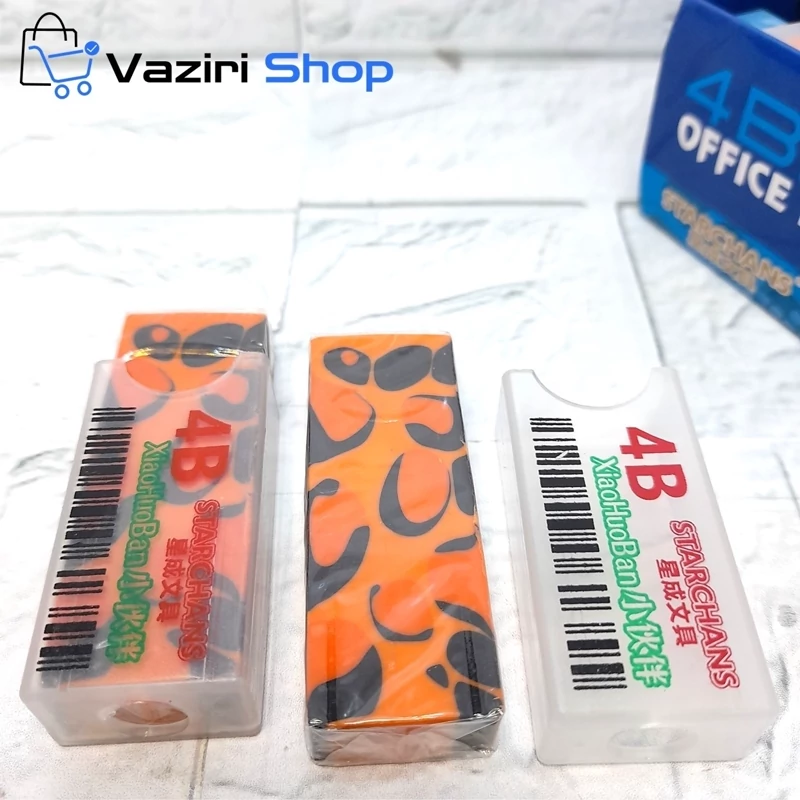 Vaziri Shop
4B
OFFICE
STARCHANS
4B
XiaoHuoBan小伙伴
STARCHANS
星成文具
4B
XiaoHuoBan小伙伴
STARCHANS
星成文具